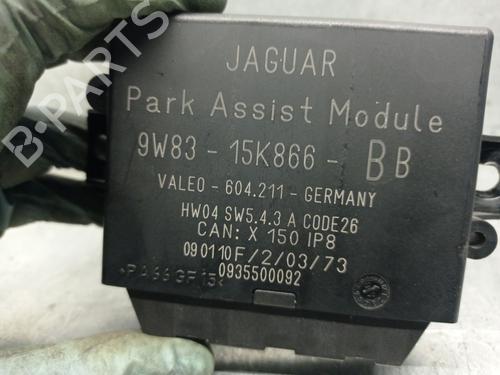 JAGUAR
Park Assist Module
9W83 - 15K866 - BB
VALEO - 604.211 - GERMANY
HW04 SW5.4.3 A CODE26
CAN: X 150 IP8
090110F/2/03/73
0935500092
B PARTS